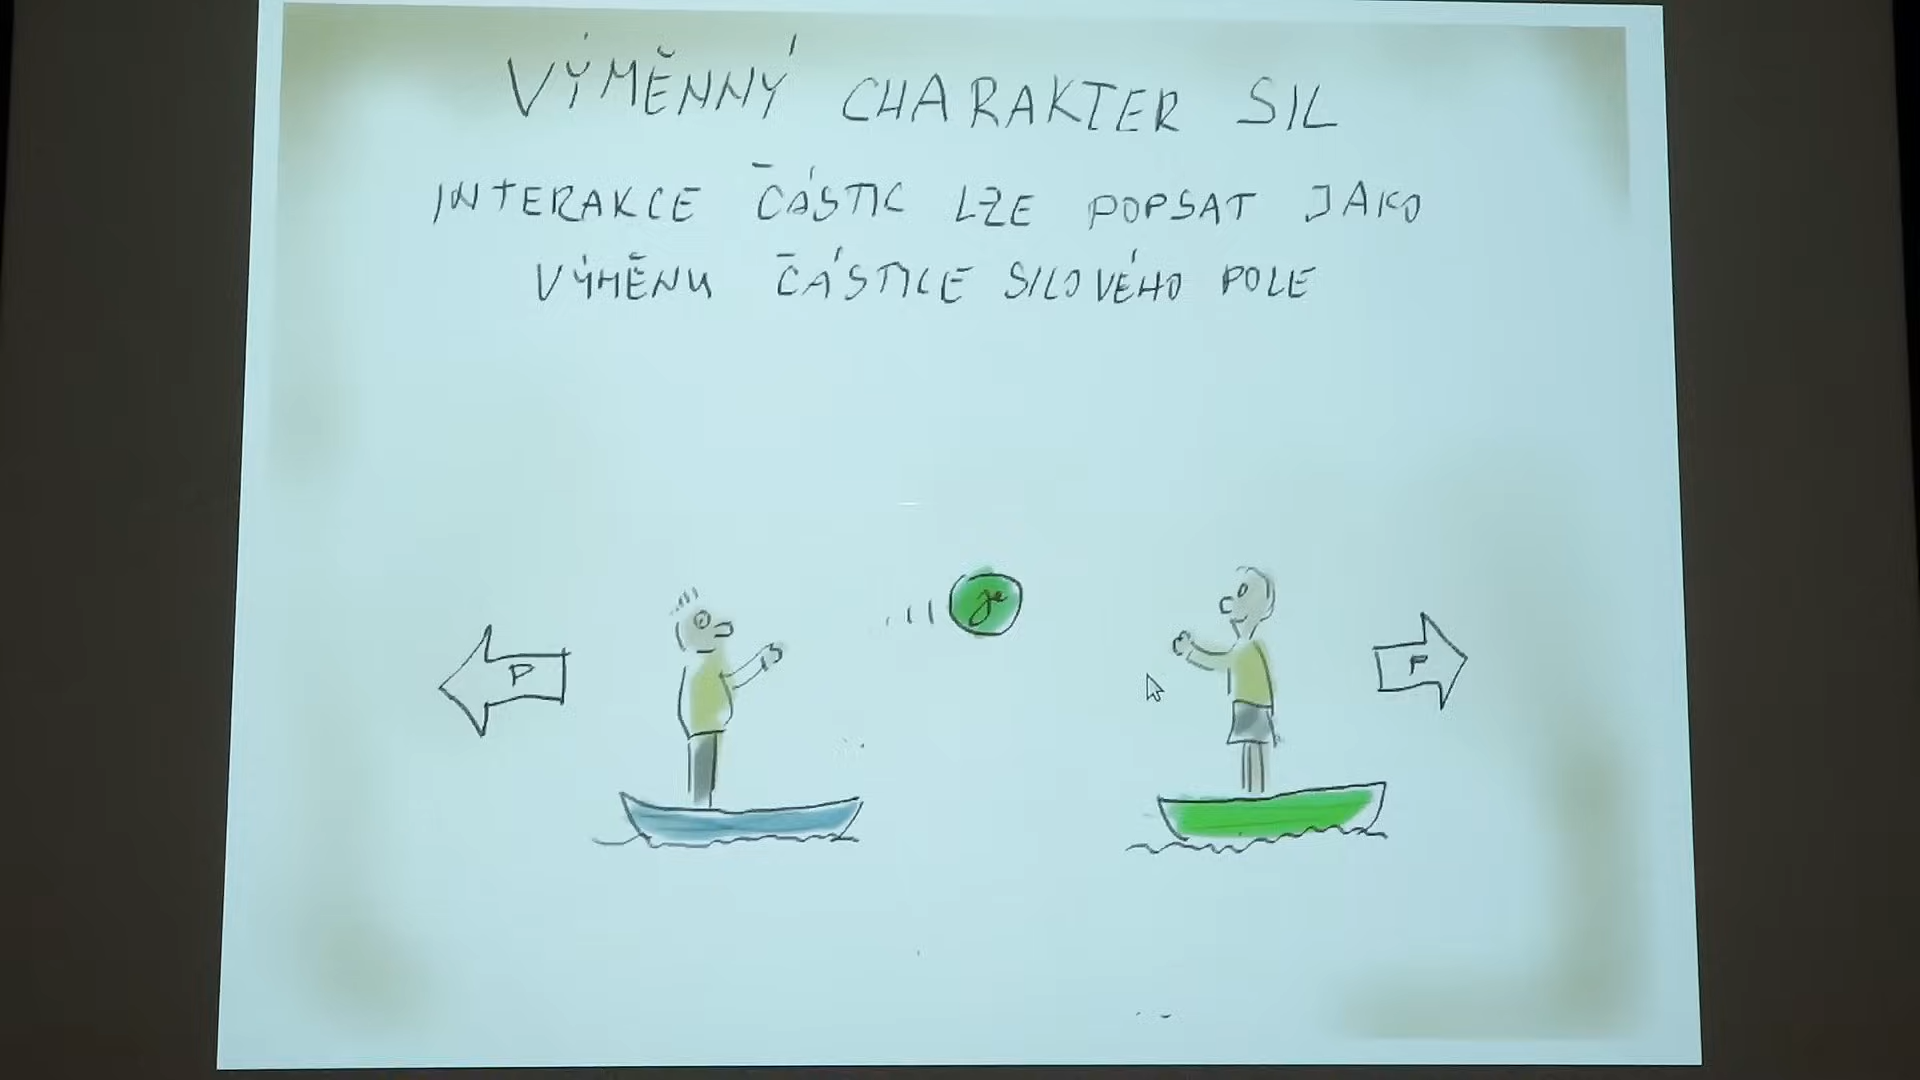 VÝMĚNNÝ CHARAKTER SIL
INTERAKCE ČÁSTIC LZE POPSAT JAKO
VÝMĚNU ČÁSTICE SILOVÉHO POLE
P
F